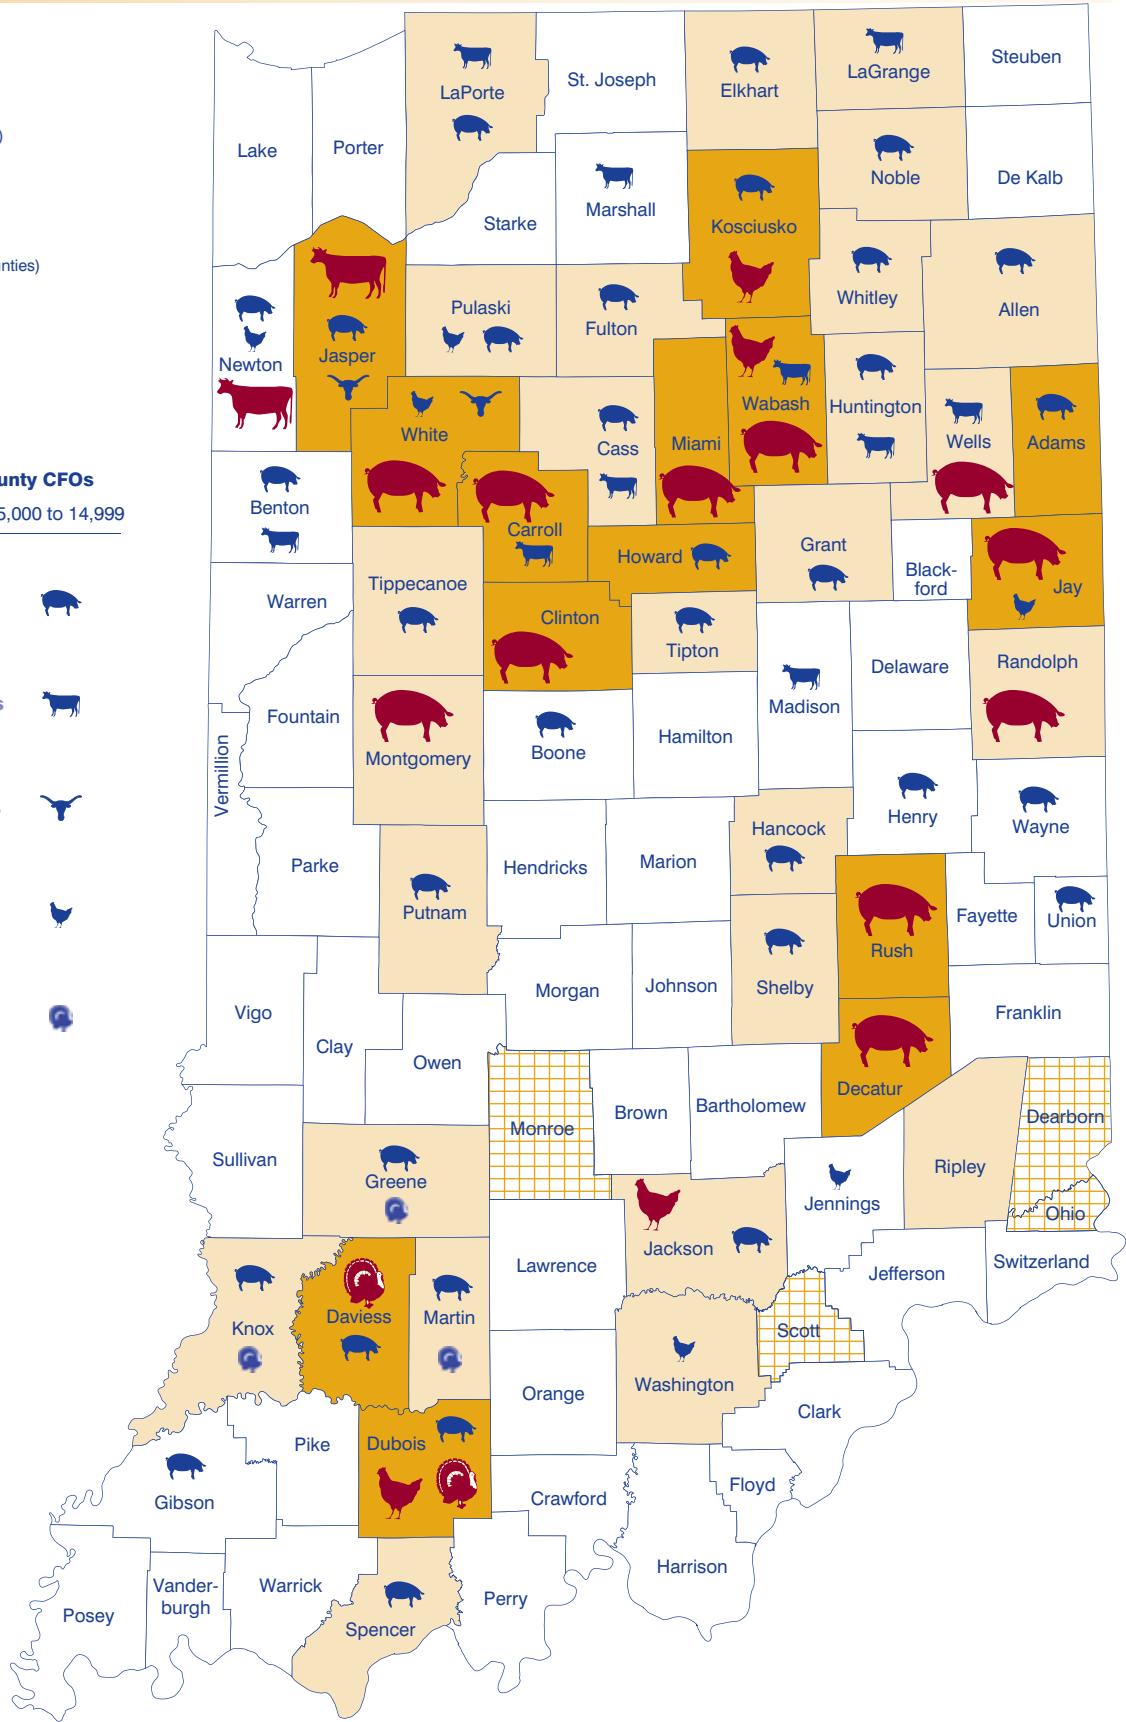 )
nties)
unty CFOs
5,000 to 14,999
s
LaPorte
St. Joseph
Elkhart
LaGrange
Steuben
Lake
Porter
Starke
Marshall
Kosciusko
Noble
De Kalb
Whitley
Allen
Newton
Jasper
Pulaski
Fulton
White
Cass
Miami
Wabash
Huntington
Wells
Adams
Benton
Carroll
Howard
Grant
Black-
ford
Jay
Warren
Tippecanoe
Clinton
Tipton
Madison
Delaware
Randolph
Fountain
Vermillion
Montgomery
Boone
Hamilton
Henry
Wayne
Parke
Putnam
Hendricks
Marion
Hancock
Rush
Fayette
Union
Shelby
Vigo
Clay
Owen
Morgan
Johnson
Franklin
Decatur
Monroe
Brown
Bartholomew
Dearborn
Ripley
Ohio
Sullivan
Greene
Jennings
Lawrence
Jackson
Jefferson
Switzerland
Knox
Daviess
Martin
Scott
Orange
Washington
Clark
Pike
Dubois
Gibson
Crawford
Floyd
Harrison
Posey
Vander-
burgh
Warrick
Spencer
Perry